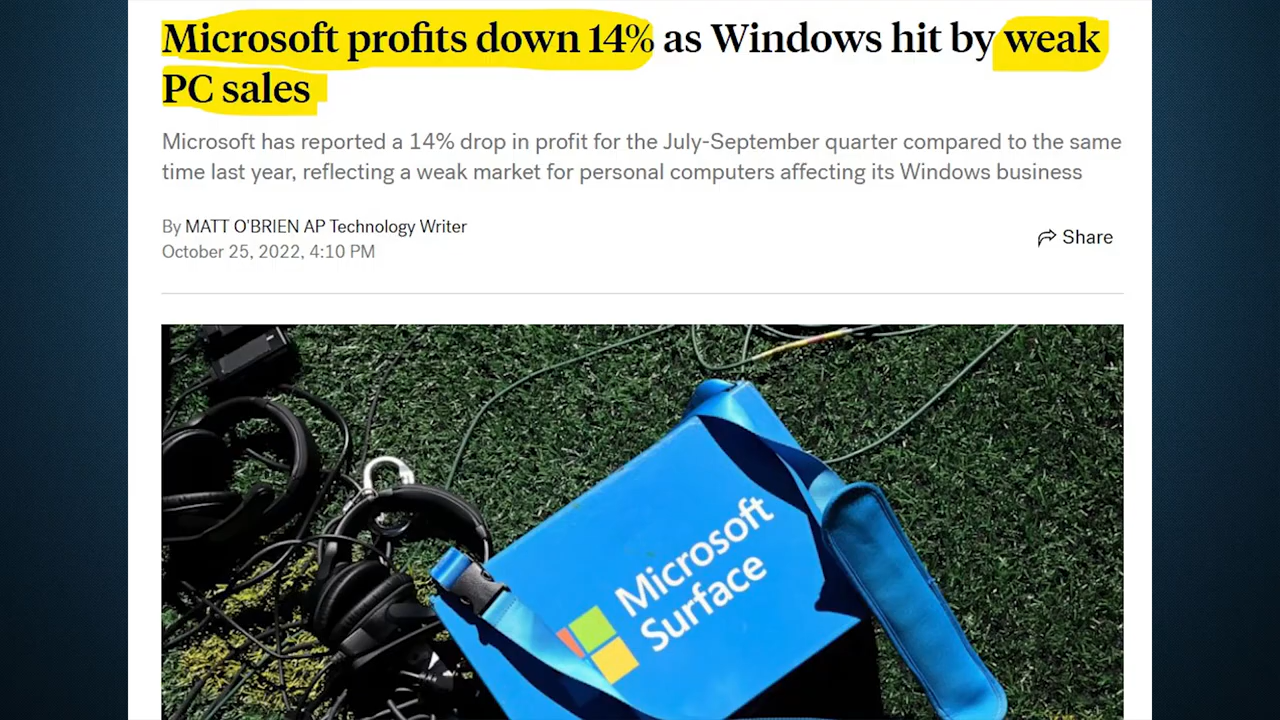 Microsoft profits down 14% as Windows hit by weak
PC sales
Microsoft has reported a 14% drop in profit for the July-September quarter compared to the same
time last year, reflecting a weak market for personal computers affecting its Windows business
By MATT O'BRIEN AP Technology Writer
October 25, 2022, 4:10 PM
Share
Microsoft
Surface